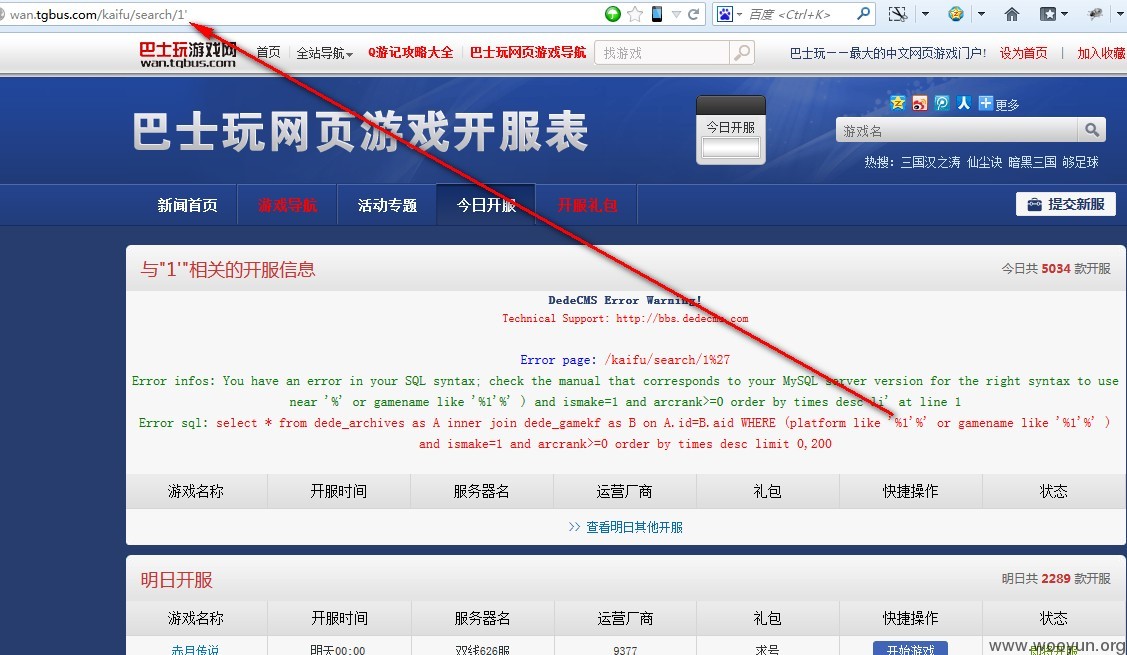 wan.tgbus.com/kaifu/search/1'
百度 <Ctrl+K>
巴士玩游戏网
wan.tgbus.com
首页 全站导航 Q游记攻略大全 巴士玩网页游戏导航 找游戏 巴士玩一一最大的中文网页游戏门户! 设为首页 | 加入收藏
巴士玩网页游戏开服表
今日开服
更多
游戏名
热搜: 三国汉之涛 仙尘诀 暗黑三国 够足球
新闻首页 游戏导航 活动专题 今日开服 开服礼包 提交新服
与"1'"相关的开服信息 今日共 5034 款开服
DedeCMS Error Warning!
Technical Support: http://bbs.dedecms.com
Error page: /kaifu/search/1%27
Error infos: You have an error in your SQL syntax; check the manual that corresponds to your MySQL server version for the right syntax to use
near '%' or gamename like '%1'%' ) and ismake=1 and arcrank>=0 order by times desc li' at line 1
Error sql: select * from dede_archives as A inner join dede_gamekf as B on A.id=B.aid WHERE (platform like '%1'%' or gamename like '%1'%' )
and ismake=1 and arcrank>=0 order by times desc limit 0,200
游戏名称 开服时间 服务器名 运营厂商 礼包 快捷操作 状态
>> 查看明日其他开服
明日开服 明日共 2289 款开服
游戏名称 开服时间 服务器名 运营厂商 礼包 快捷操作 状态
赤月传说 明天00:00 双线626服 9377 求号 开始游戏
www.wooyun.org